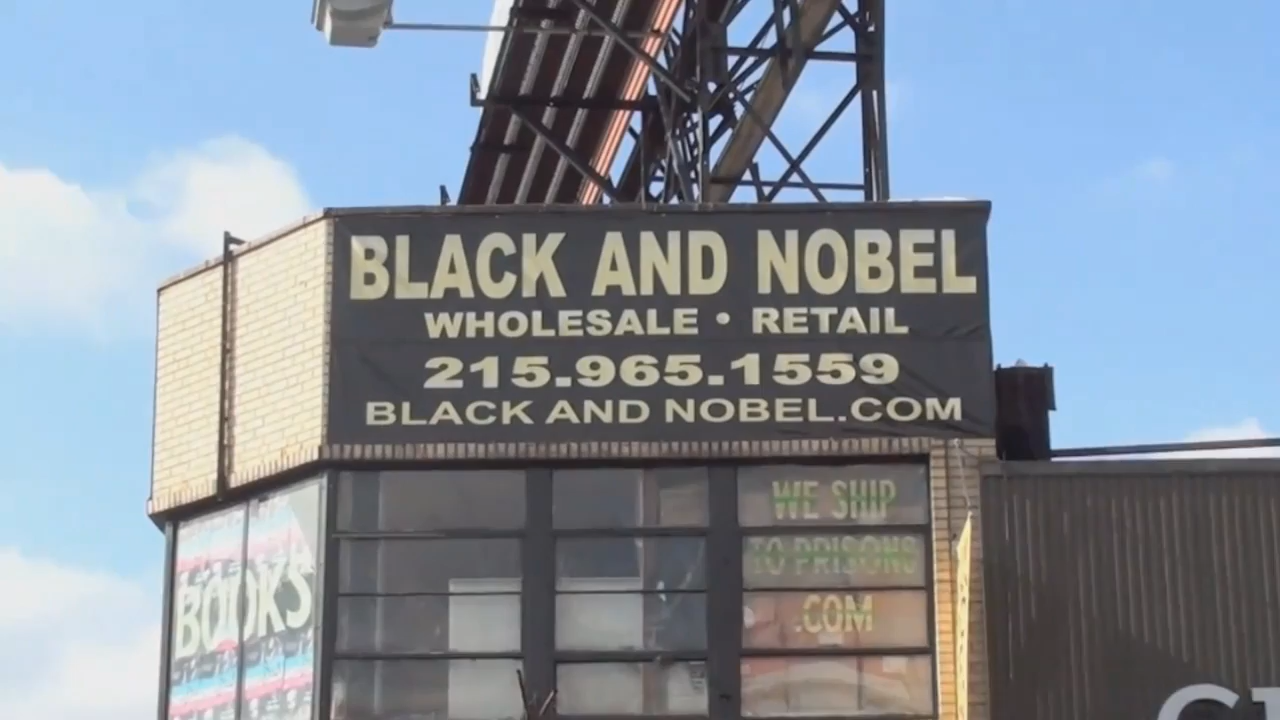 BLACK AND NOBEL
WHOLESALE • RETAIL
215.965.1559
BLACK AND NOBEL.COM
WE SHIP
TO PRISONS
.COM
BOOKS